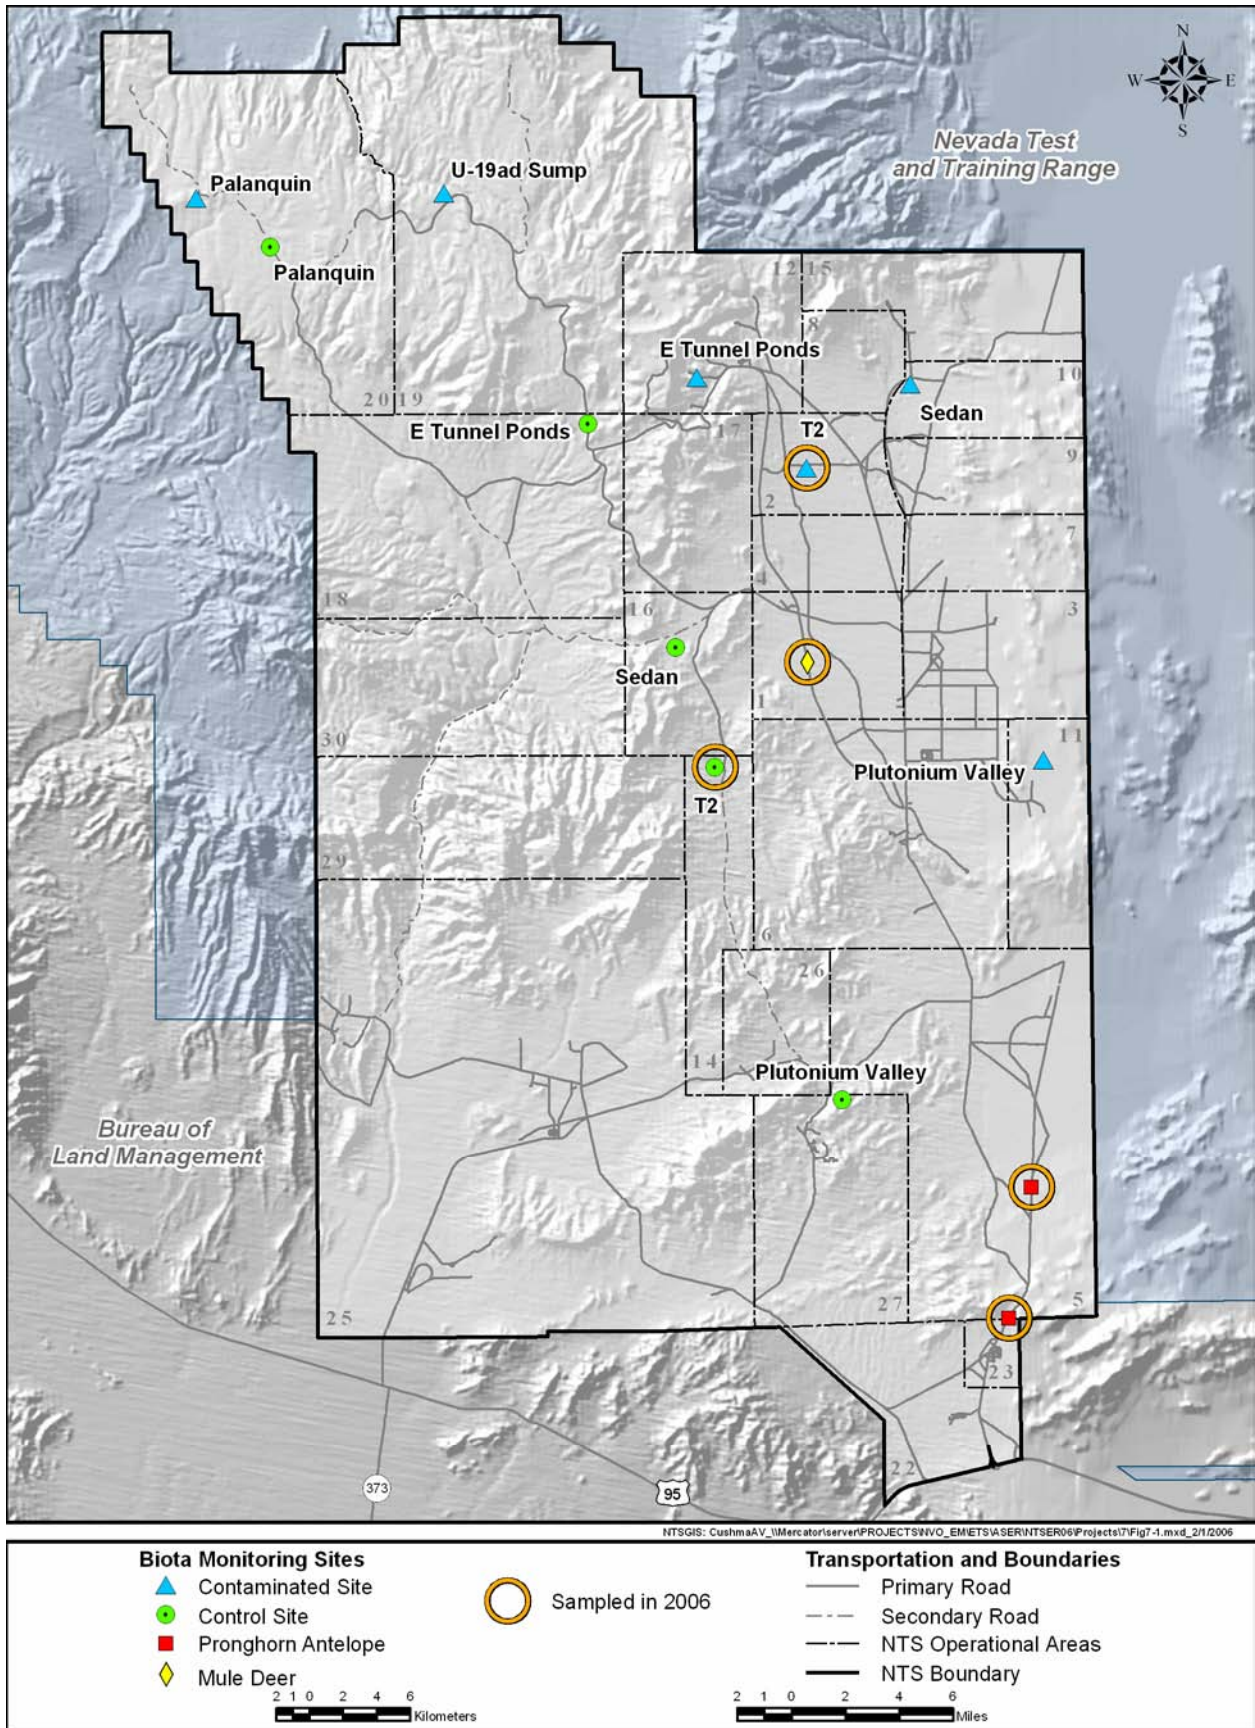 N
W E
S
Nevada Test
and Training Range
Palanquin
U-19ad Sump
Palanquin
12 15
8
E Tunnel Ponds
10
20 19
Sedan
E Tunnel Ponds
17
T2
9
2
7
18
16
4
3
Sedan
1
30
11
Plutonium Valley
T2
29
6
26
14
Plutonium Valley
Bureau of
Land Management
25
27
5
23
22
373
95
NTSGIS: CushmaAV_\\Mercator\server\PROJECTS\NVO_EM\ETS\ASER\NTSER06\Projects\7\Fig7-1.mxd_2/1/2006
Biota Monitoring Sites
Contaminated Site
Control Site
Pronghorn Antelope
Mule Deer
2 1 0 2 4 6
Kilometers
Sampled in 2006
Transportation and Boundaries
Primary Road
Secondary Road
NTS Operational Areas
NTS Boundary
2 1 0 2 4 6
Miles